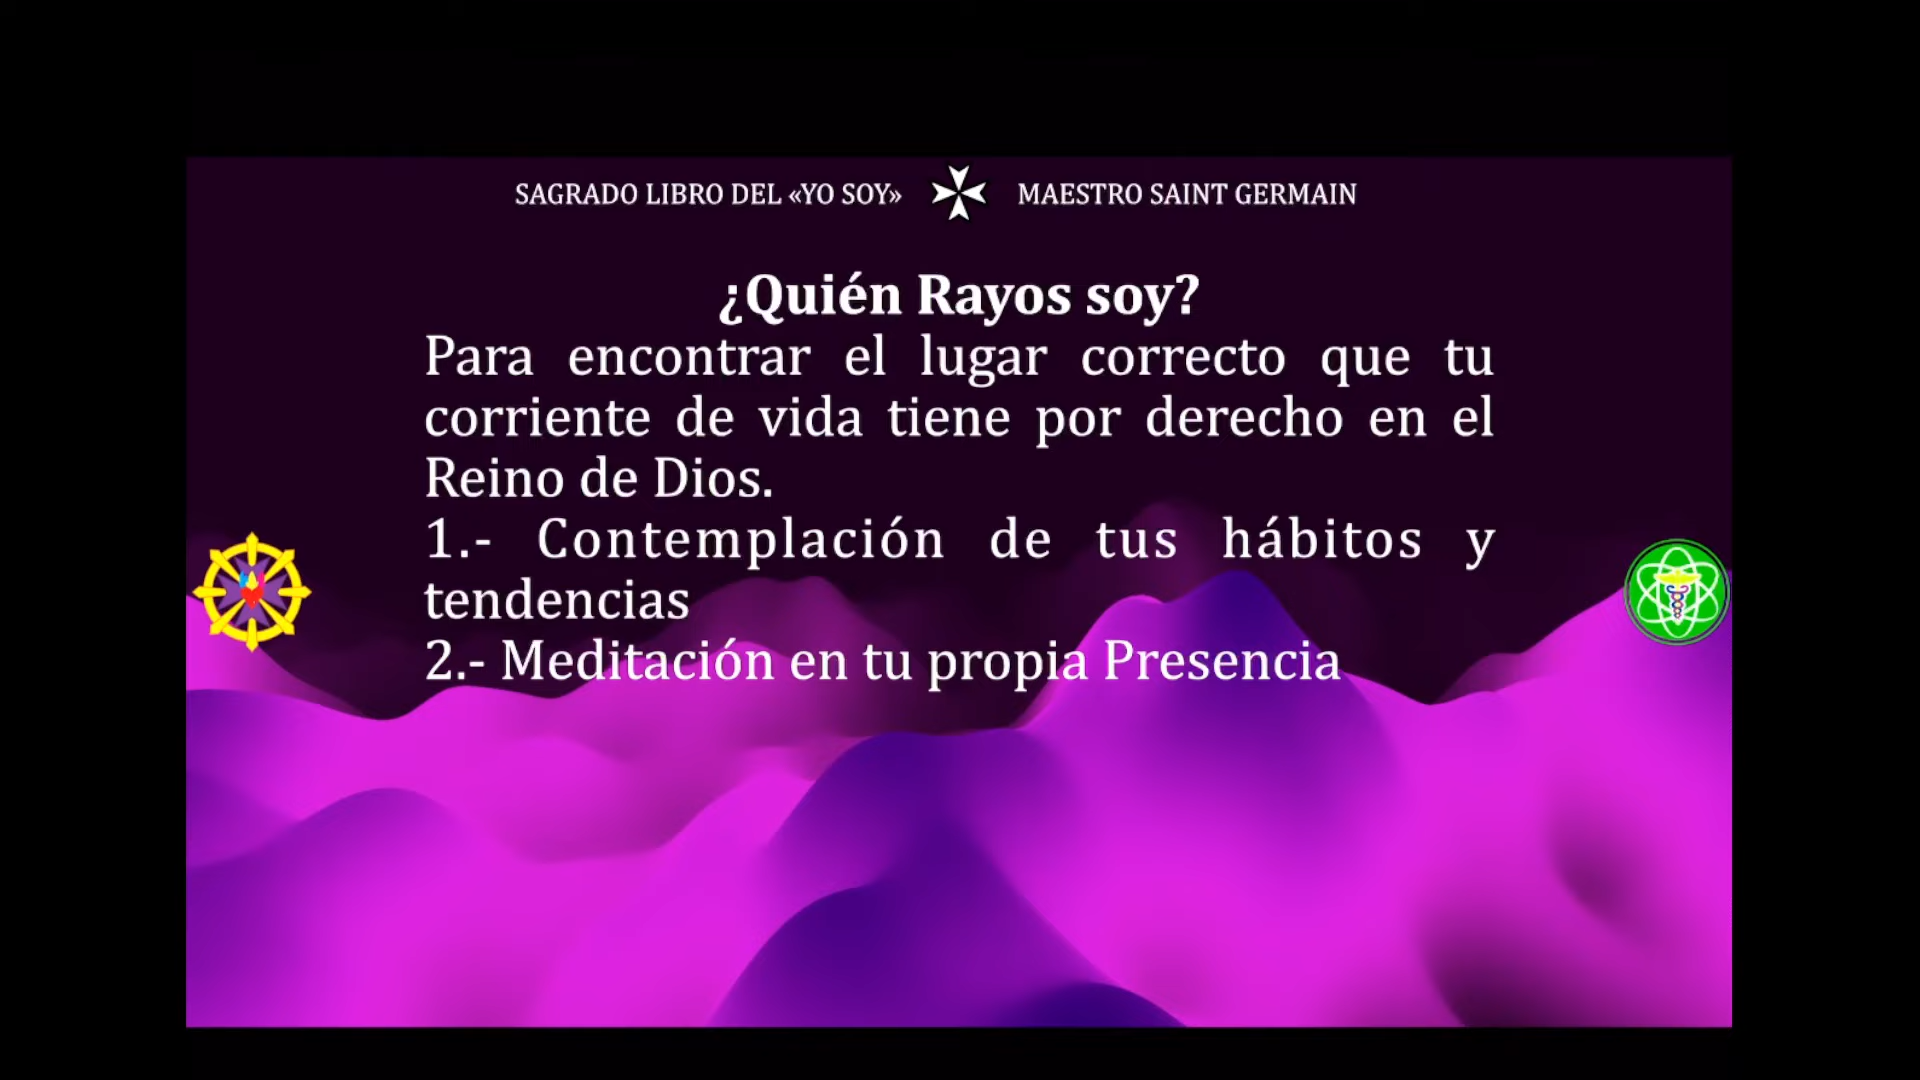 SAGRADO LIBRO DEL «YO SOY» MAESTRO SAINT GERMAIN
¿Quién Rayos soy?
Para encontrar el lugar correcto que tu
corriente de vida tiene por derecho en el
Reino de Dios.
1.- Contemplación de tus hábitos y
tendencias
2.- Meditación en tu propia Presencia